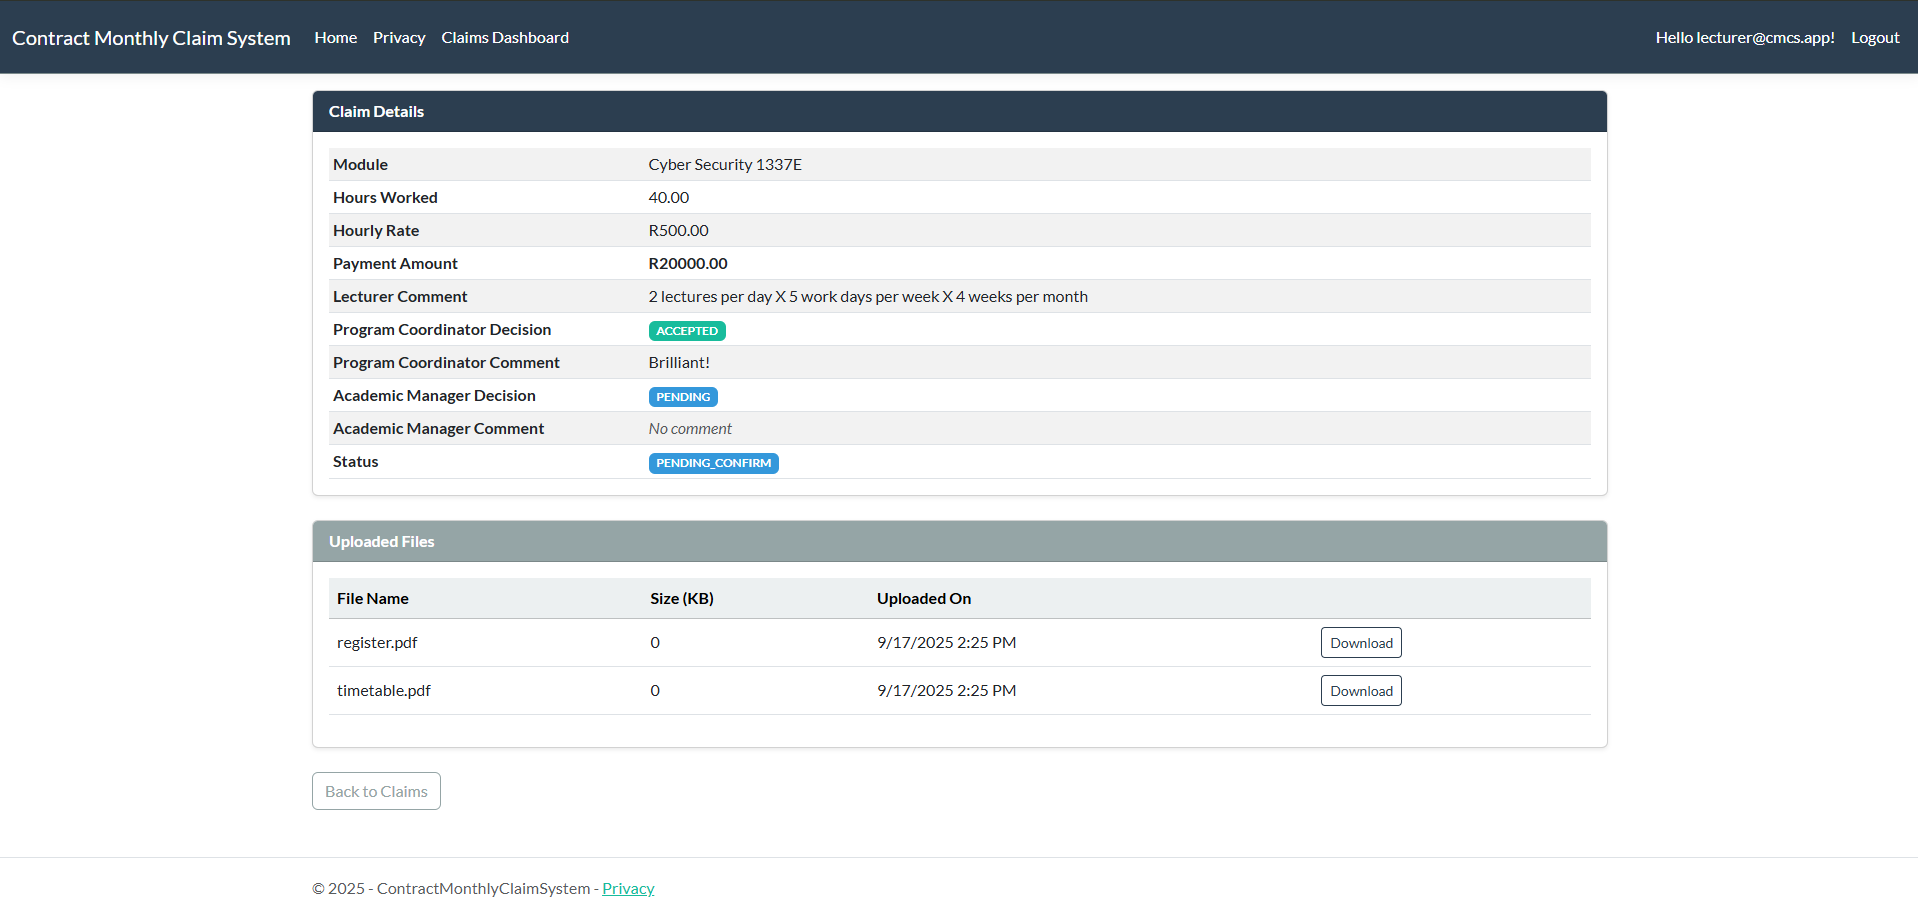 Contract Monthly Claim System Home Privacy Claims Dashboard Hello lecturer@cmcs.app! Logout
Claim Details
Module Cyber Security 1337E
Hours Worked 40.00
Hourly Rate R500.00
Payment Amount R20000.00
Lecturer Comment 2 lectures per day X 5 work days per week X 4 weeks per month
Program Coordinator Decision ACCEPTED
Program Coordinator Comment Brilliant!
Academic Manager Decision PENDING
Academic Manager Comment No comment
Status PENDING_CONFIRM
Uploaded Files
File Name Size (KB) Uploaded On
register.pdf 0 9/17/2025 2:25 PM Download
timetable.pdf 0 9/17/2025 2:25 PM Download
Back to Claims
© 2025 - ContractMonthlyClaimSystem - Privacy